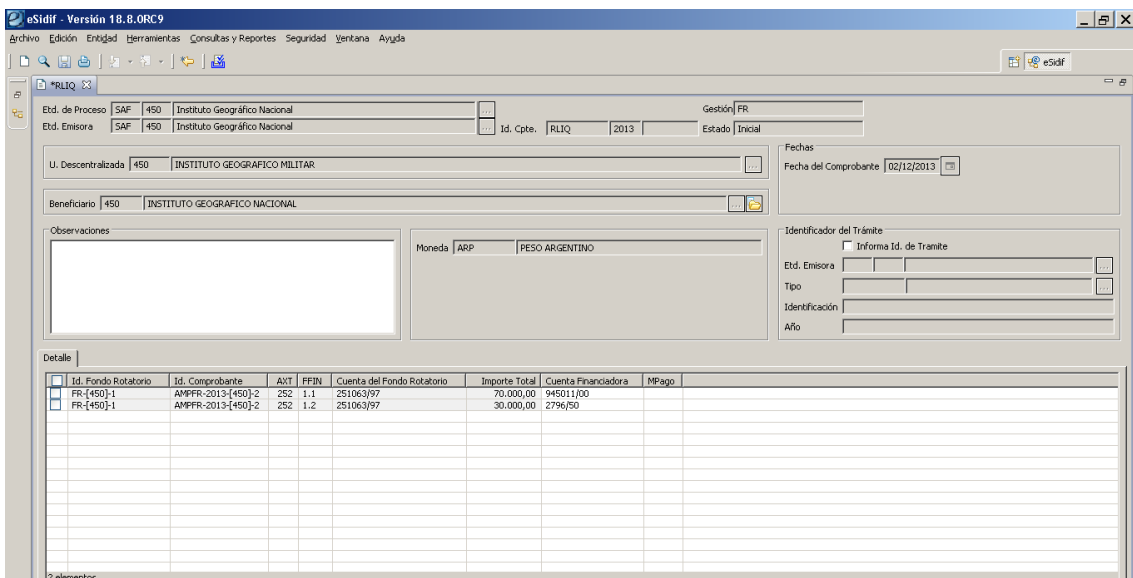 eSidif - Versión 18.8.0RC9
Archivo Edición Entidad Herramientas Consultas y Reportes Seguridad Ventana Ayuda
eSidif
*RLIQ
Etd. de Proceso SAF 450 Instituto Geográfico Nacional ... Gestión FR
Etd. Emisora SAF 450 Instituto Geográfico Nacional ... Id. Cpte. RLIQ 2013 Estado Inicial
U. Descentralizada 450 INSTITUTO GEOGRAFICO MILITAR ...
Fechas
Fecha del Comprobante 02/12/2013
Beneficiario 450 INSTITUTO GEOGRAFICO NACIONAL ...
Observaciones
Moneda ARP PESO ARGENTINO
Identificador del Trámite
Informa Id. de Tramite
Etd. Emisora ...
Tipo ...
Identificación
Año
Detalle
Id. Fondo Rotatorio Id. Comprobante AXT FFIN Cuenta del Fondo Rotatorio Importe Total Cuenta Financiadora MPago
FR-[450]-1 AMPFR-2013-[450]-2 252 1.1 251063/97 70.000,00 945011/00
FR-[450]-1 AMPFR-2013-[450]-2 252 1.2 251063/97 30.000,00 2796/50
2 elementos